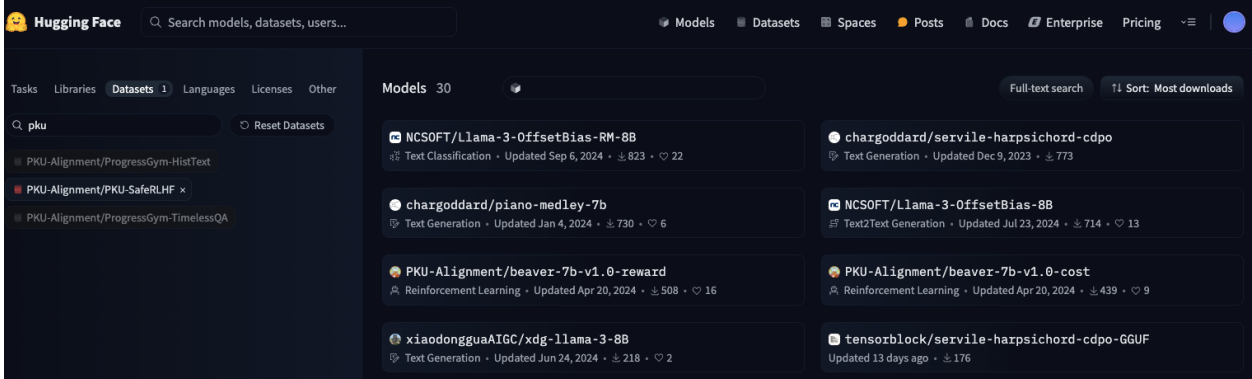 Hugging Face
Search models, datasets, users...
Models
Datasets
Spaces
Posts
Docs
Enterprise
Pricing
Tasks
Libraries
Datasets 1
Languages
Licenses
Other
pku
Reset Datasets
PKU-Alignment/ProgressGym-HistText
PKU-Alignment/PKU-SafeRLHF ×
PKU-Alignment/ProgressGym-TimelessQA
Models 30
Full-text search
↑↓ Sort: Most downloads
NCSOFT/Llama-3-OffsetBias-RM-8B
Text Classification • Updated Sep 6, 2024 • 823 • 22
chargoddard/servile-harpsichord-cdpo
Text Generation • Updated Dec 9, 2023 • 773
chargoddard/piano-medley-7b
Text Generation • Updated Jan 4, 2024 • 730 • 6
NCSOFT/Llama-3-OffsetBias-8B
Text2Text Generation • Updated Jul 23, 2024 • 714 • 13
PKU-Alignment/beaver-7b-v1.0-reward
Reinforcement Learning • Updated Apr 20, 2024 • 508 • 16
PKU-Alignment/beaver-7b-v1.0-cost
Reinforcement Learning • Updated Apr 20, 2024 • 439 • 9
xiaodongguaAIGC/xdg-llama-3-8B
Text Generation • Updated Jun 24, 2024 • 218 • 2
tensorblock/servile-harpsichord-cdpo-GGUF
Updated 13 days ago • 176